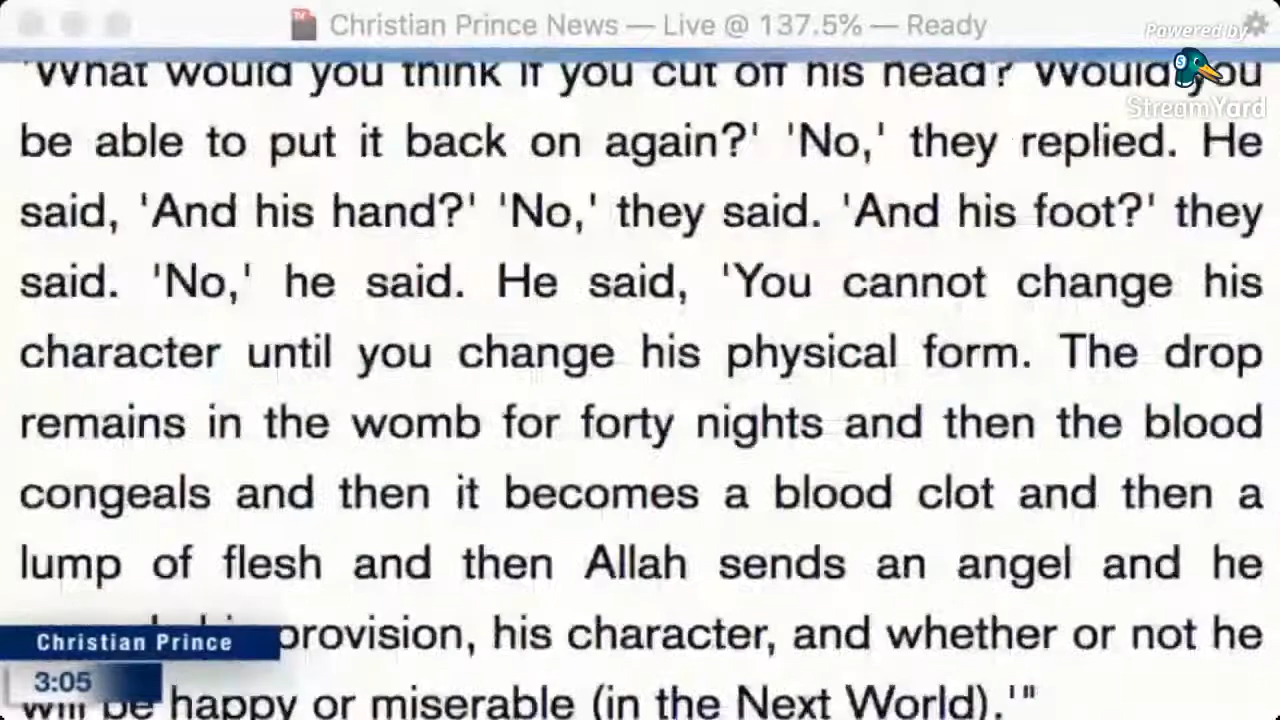 Christian Prince News — Live @ 137.5% — Ready
Powered by
StreamYard
'What would you think if you cut off his head? Would you
be able to put it back on again?' 'No,' they replied. He
said, 'And his hand?' 'No,' they said. 'And his foot?' they
said. 'No,' he said. He said, 'You cannot change his
character until you change his physical form. The drop
remains in the womb for forty nights and then the blood
congeals and then it becomes a blood clot and then a
lump of flesh and then Allah sends an angel and he
provision, his character, and whether or not he
will be happy or miserable (in the Next World).'"
Christian Prince
3:05